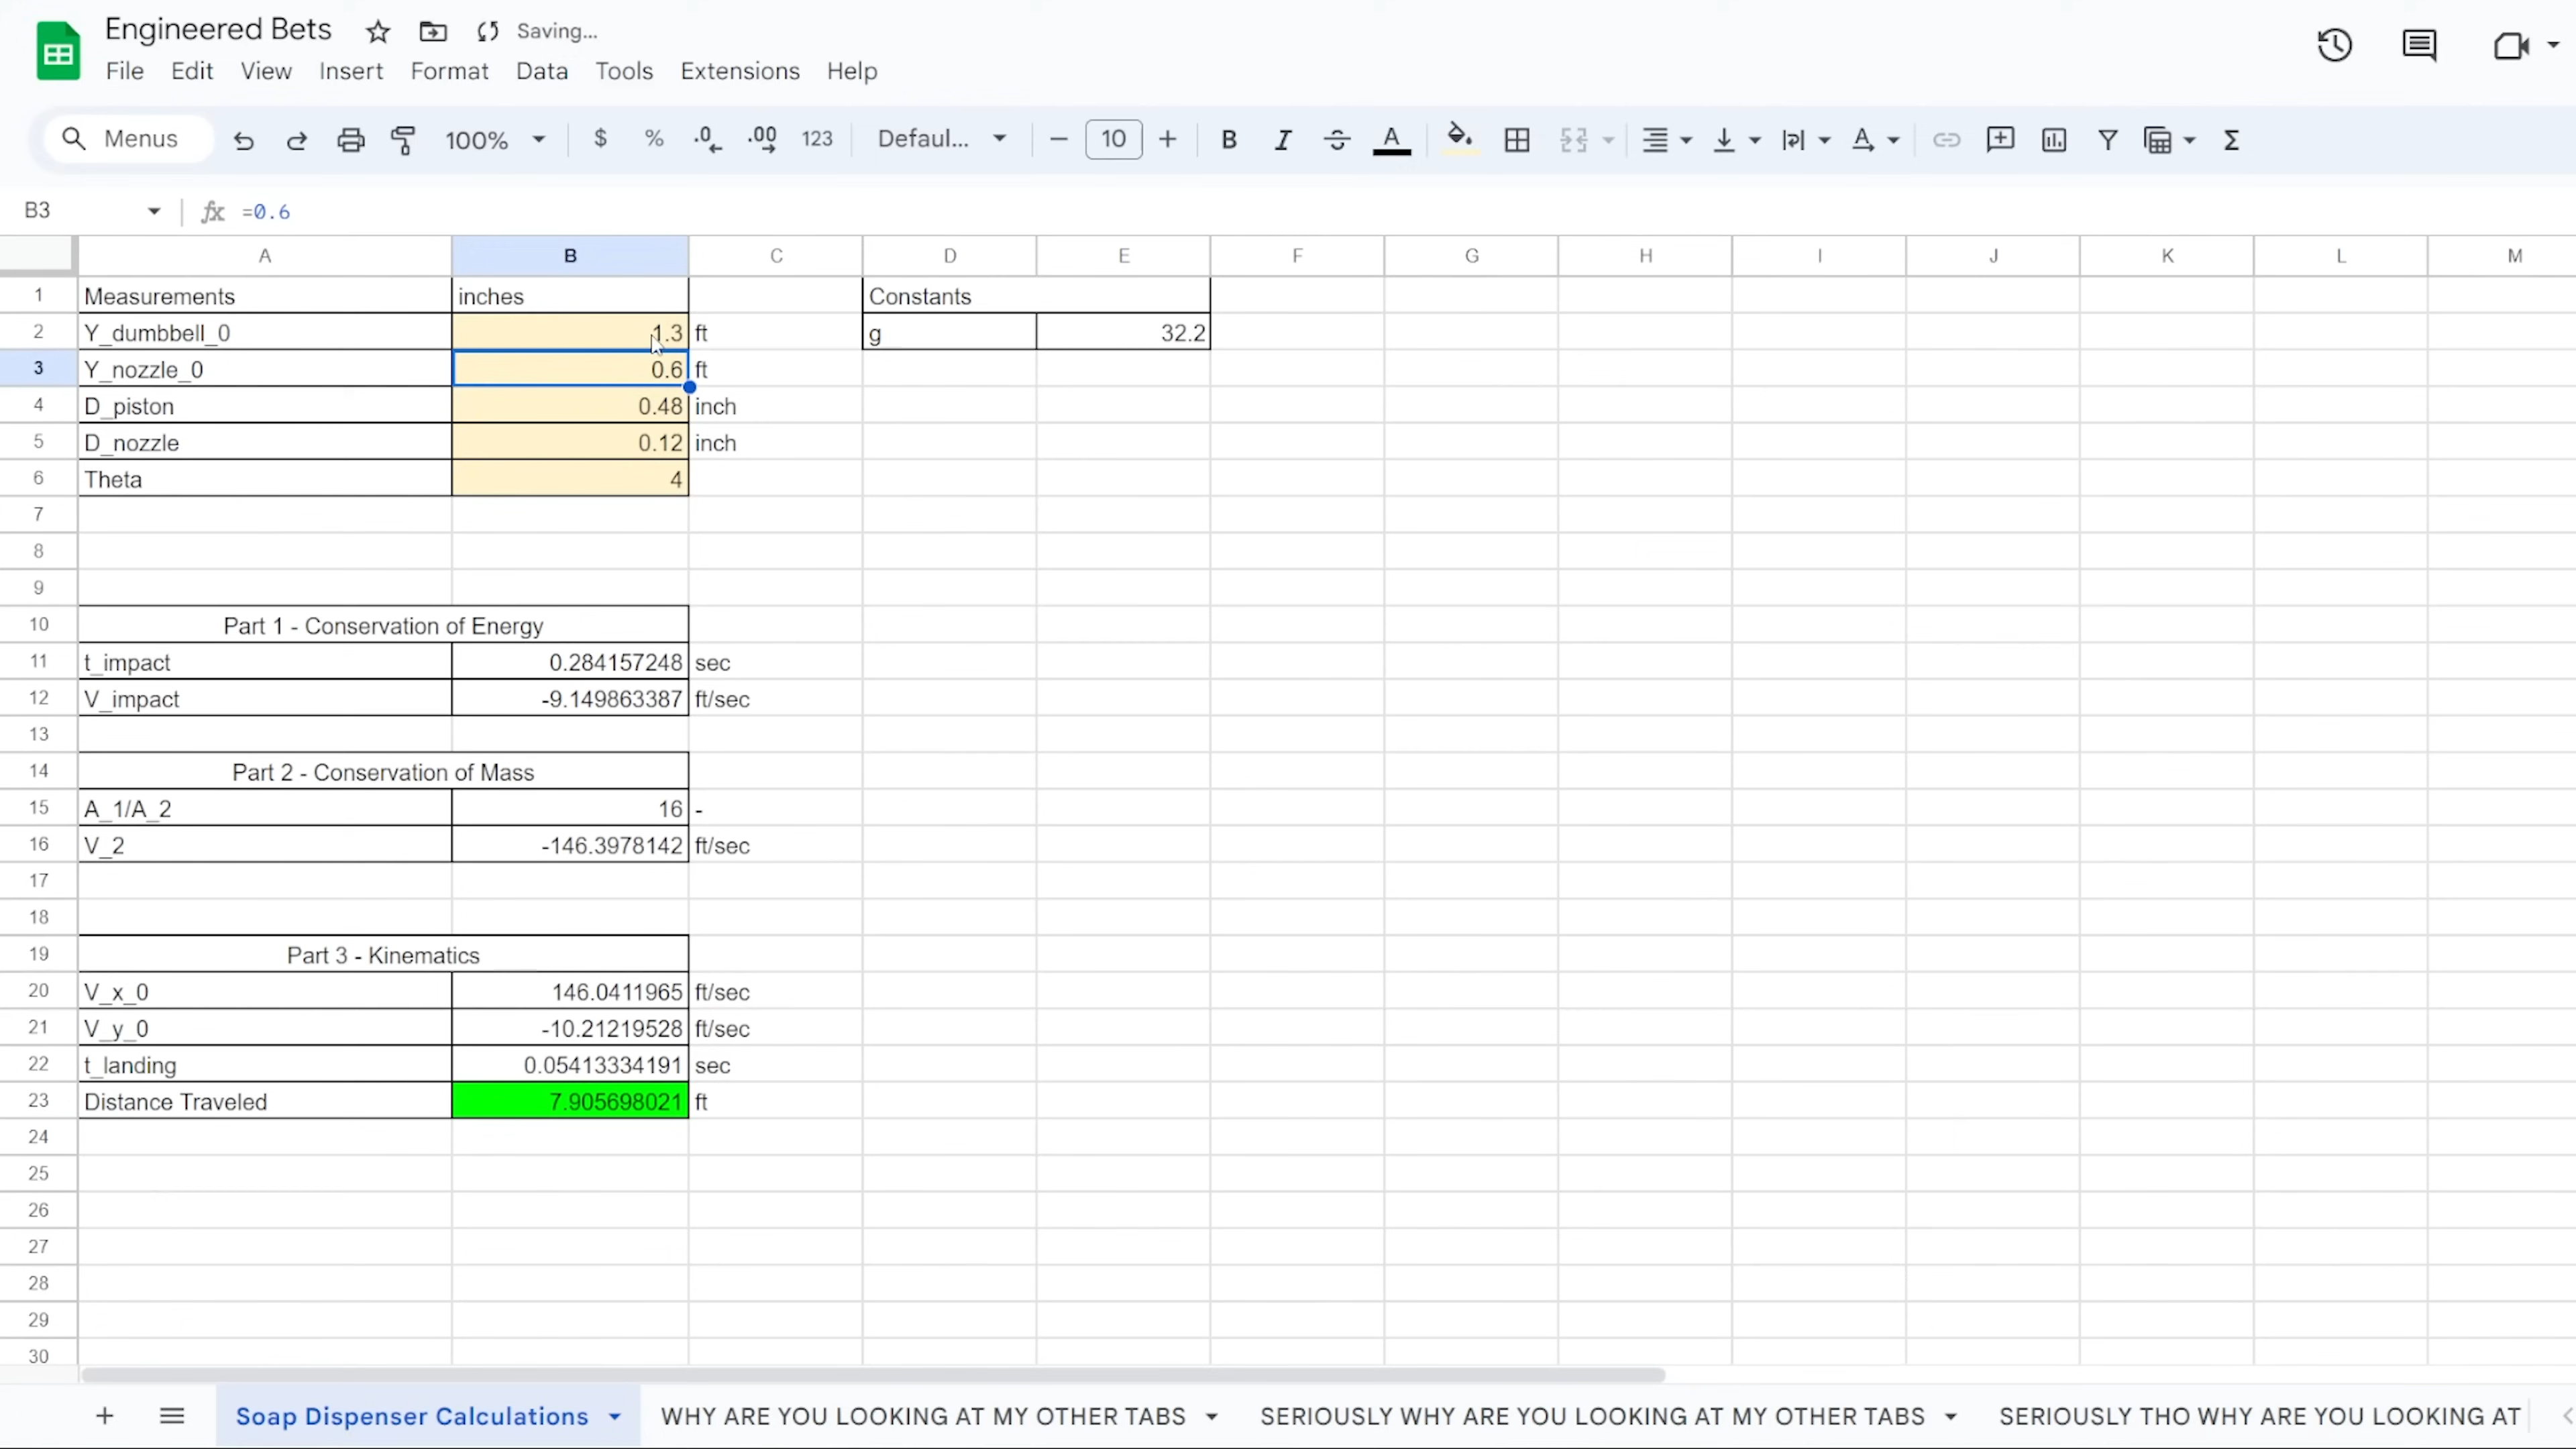 Engineered Bets Saving...
File Edit View Insert Format Data Tools Extensions Help
Menus 100% $ % .0 .00 123 Defaul... 10 B I A
B3 fx =0.6
A B C D E F G H I J K L M
1 Measurements inches Constants
2 Y_dumbbell_0 1.3 ft g 32.2
3 Y_nozzle_0 0.6 ft
4 D_piston 0.48 inch
5 D_nozzle 0.12 inch
6 Theta 4
7
8
9
10 Part 1 - Conservation of Energy
11 t_impact 0.284157248 sec
12 V_impact -9.149863387 ft/sec
13
14 Part 2 - Conservation of Mass
15 A_1/A_2 16 -
16 V_2 -146.3978142 ft/sec
17
18
19 Part 3 - Kinematics
20 V_x_0 146.0411965 ft/sec
21 V_y_0 -10.21219528 ft/sec
22 t_landing 0.05413334191 sec
23 Distance Traveled 7.905698021 ft
24
25
26
27
28
29
30
Soap Dispenser Calculations WHY ARE YOU LOOKING AT MY OTHER TABS SERIOUSLY WHY ARE YOU LOOKING AT MY OTHER TABS SERIOUSLY THO WHY ARE YOU LOOKING AT